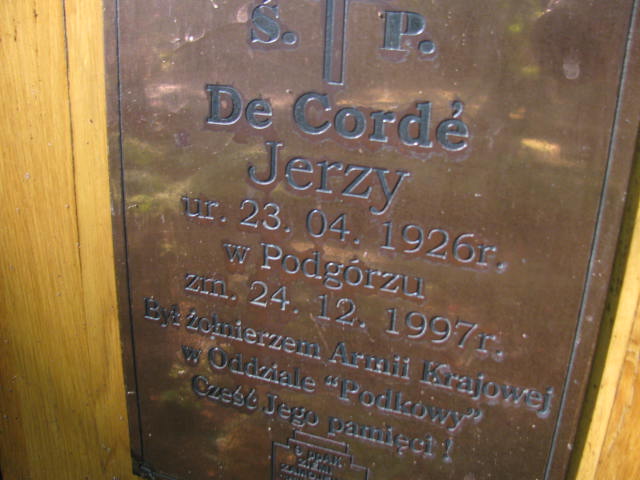 Ś. P.
De Cordé
Jerzy
ur. 23. 04. 1926r.
w Podgórzu
zm. 24. 12. 1997r.
Był żołnierzem Armii Krajowej
w Oddziale "Podkowy"
Cześć Jego pamięci!